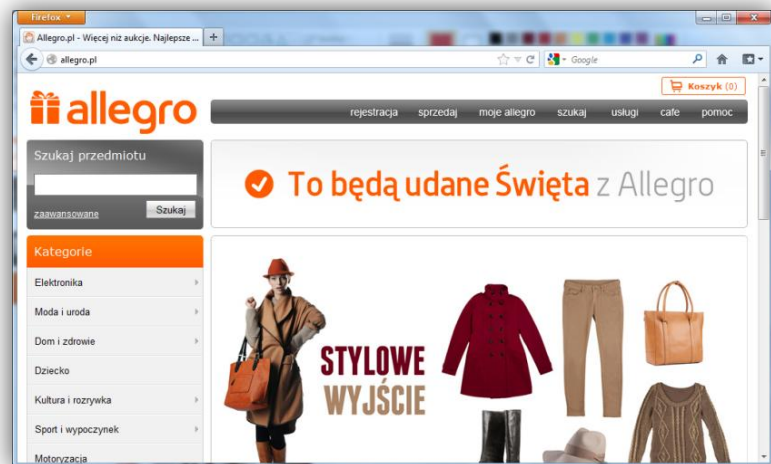 Firefox
Allegro.pl - Więcej niż aukcje. Najlepsze ...
allegro.pl
Google
Koszyk (0)
allegro
rejestracja sprzedaj moje allegro szukaj usługi cafe pomoc
Szukaj przedmiotu
zaawansowane
Szukaj
To będą udane Święta z Allegro
Kategorie
Elektronika
Moda i uroda
Dom i zdrowie
Dziecko
Kultura i rozrywka
Sport i wypoczynek
Motoryzacja
STYLOWE
WYJŚCIE